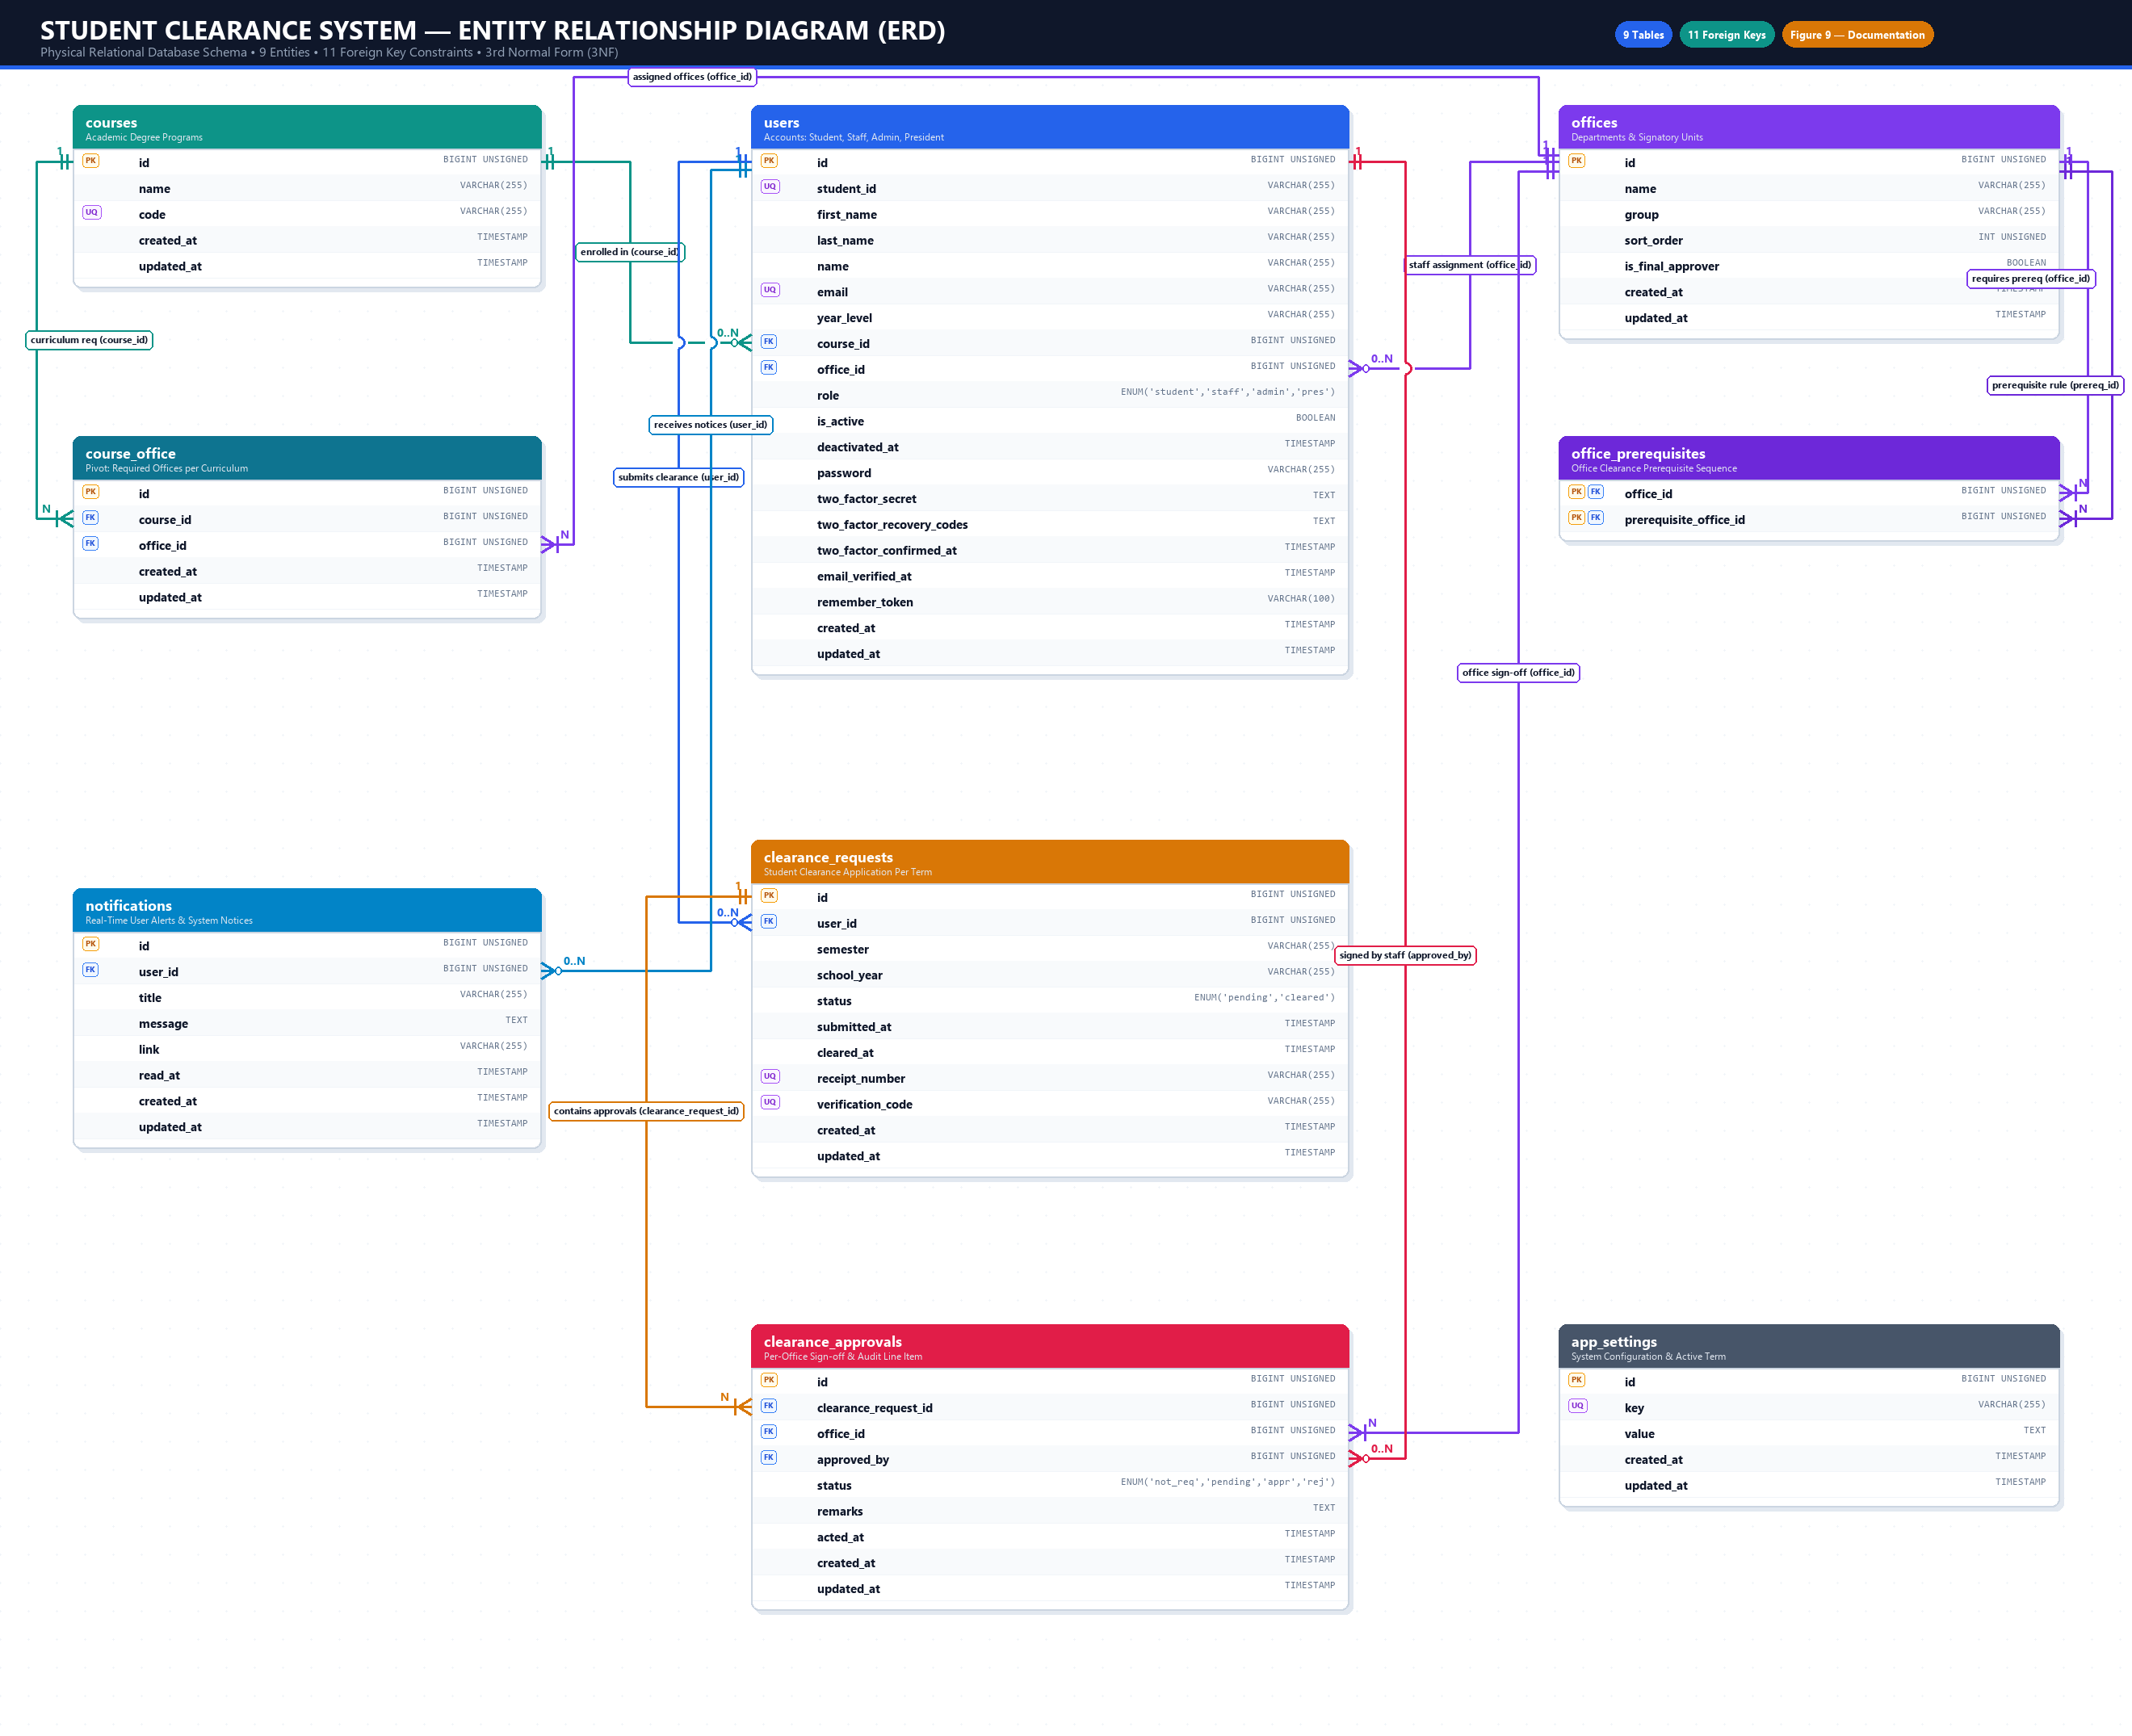 STUDENT CLEARANCE SYSTEM — ENTITY RELATIONSHIP DIAGRAM (ERD)
Physical Relational Database Schema • 9 Entities • 11 Foreign Key Constraints • 3rd Normal Form (3NF)
9 Tables
11 Foreign Keys
Figure 9 — Documentation
assigned offices (office_id)
courses
Academic Degree Programs
PK id BIGINT UNSIGNED
name VARCHAR(255)
UQ code VARCHAR(255)
created_at TIMESTAMP
updated_at TIMESTAMP
1
1
enrolled in (course_id)
0..N
curriculum req (course_id)
course_office
Pivot: Required Offices per Curriculum
PK id BIGINT UNSIGNED
FK course_id BIGINT UNSIGNED
FK office_id BIGINT UNSIGNED
created_at TIMESTAMP
updated_at TIMESTAMP
N
N
users
Accounts: Student, Staff, Admin, President
PK id BIGINT UNSIGNED
UQ student_id VARCHAR(255)
first_name VARCHAR(255)
last_name VARCHAR(255)
name VARCHAR(255)
UQ email VARCHAR(255)
year_level VARCHAR(255)
FK course_id BIGINT UNSIGNED
FK office_id BIGINT UNSIGNED
role ENUM('student','staff','admin','pres')
is_active BOOLEAN
deactivated_at TIMESTAMP
password VARCHAR(255)
two_factor_secret TEXT
two_factor_recovery_codes TEXT
two_factor_confirmed_at TIMESTAMP
email_verified_at TIMESTAMP
remember_token VARCHAR(100)
created_at TIMESTAMP
updated_at TIMESTAMP
1
1
0..N
receives notices (user_id)
submits clearance (user_id)
staff assignment (office_id)
offices
Departments & Signatory Units
PK id BIGINT UNSIGNED
name VARCHAR(255)
group VARCHAR(255)
sort_order INT UNSIGNED
is_final_approver BOOLEAN
created_at
updated_at TIMESTAMP
1
1
requires prereq (office_id)
prerequisite rule (prereq_id)
office_prerequisites
Office Clearance Prerequisite Sequence
PK FK office_id BIGINT UNSIGNED
PK FK prerequisite_office_id BIGINT UNSIGNED
N
N
office sign-off (office_id)
notifications
Real-Time User Alerts & System Notices
PK id BIGINT UNSIGNED
FK user_id BIGINT UNSIGNED
title VARCHAR(255)
message TEXT
link VARCHAR(255)
read_at TIMESTAMP
created_at TIMESTAMP
updated_at TIMESTAMP
0..N
clearance_requests
Student Clearance Application Per Term
PK id BIGINT UNSIGNED
FK user_id BIGINT UNSIGNED
semester VARCHAR(255)
school_year VARCHAR(255)
status ENUM('pending','cleared')
submitted_at TIMESTAMP
cleared_at TIMESTAMP
UQ receipt_number VARCHAR(255)
UQ verification_code VARCHAR(255)
created_at TIMESTAMP
updated_at TIMESTAMP
1
0..N
signed by staff (approved_by)
contains approvals (clearance_request_id)
clearance_approvals
Per-Office Sign-off & Audit Line Item
PK id BIGINT UNSIGNED
FK clearance_request_id BIGINT UNSIGNED
FK office_id BIGINT UNSIGNED
FK approved_by BIGINT UNSIGNED
status ENUM('not_req','pending','appr','rej')
remarks TEXT
acted_at TIMESTAMP
created_at TIMESTAMP
updated_at TIMESTAMP
N
N
0..N
app_settings
System Configuration & Active Term
PK id BIGINT UNSIGNED
UQ key VARCHAR(255)
value TEXT
created_at TIMESTAMP
updated_at TIMESTAMP